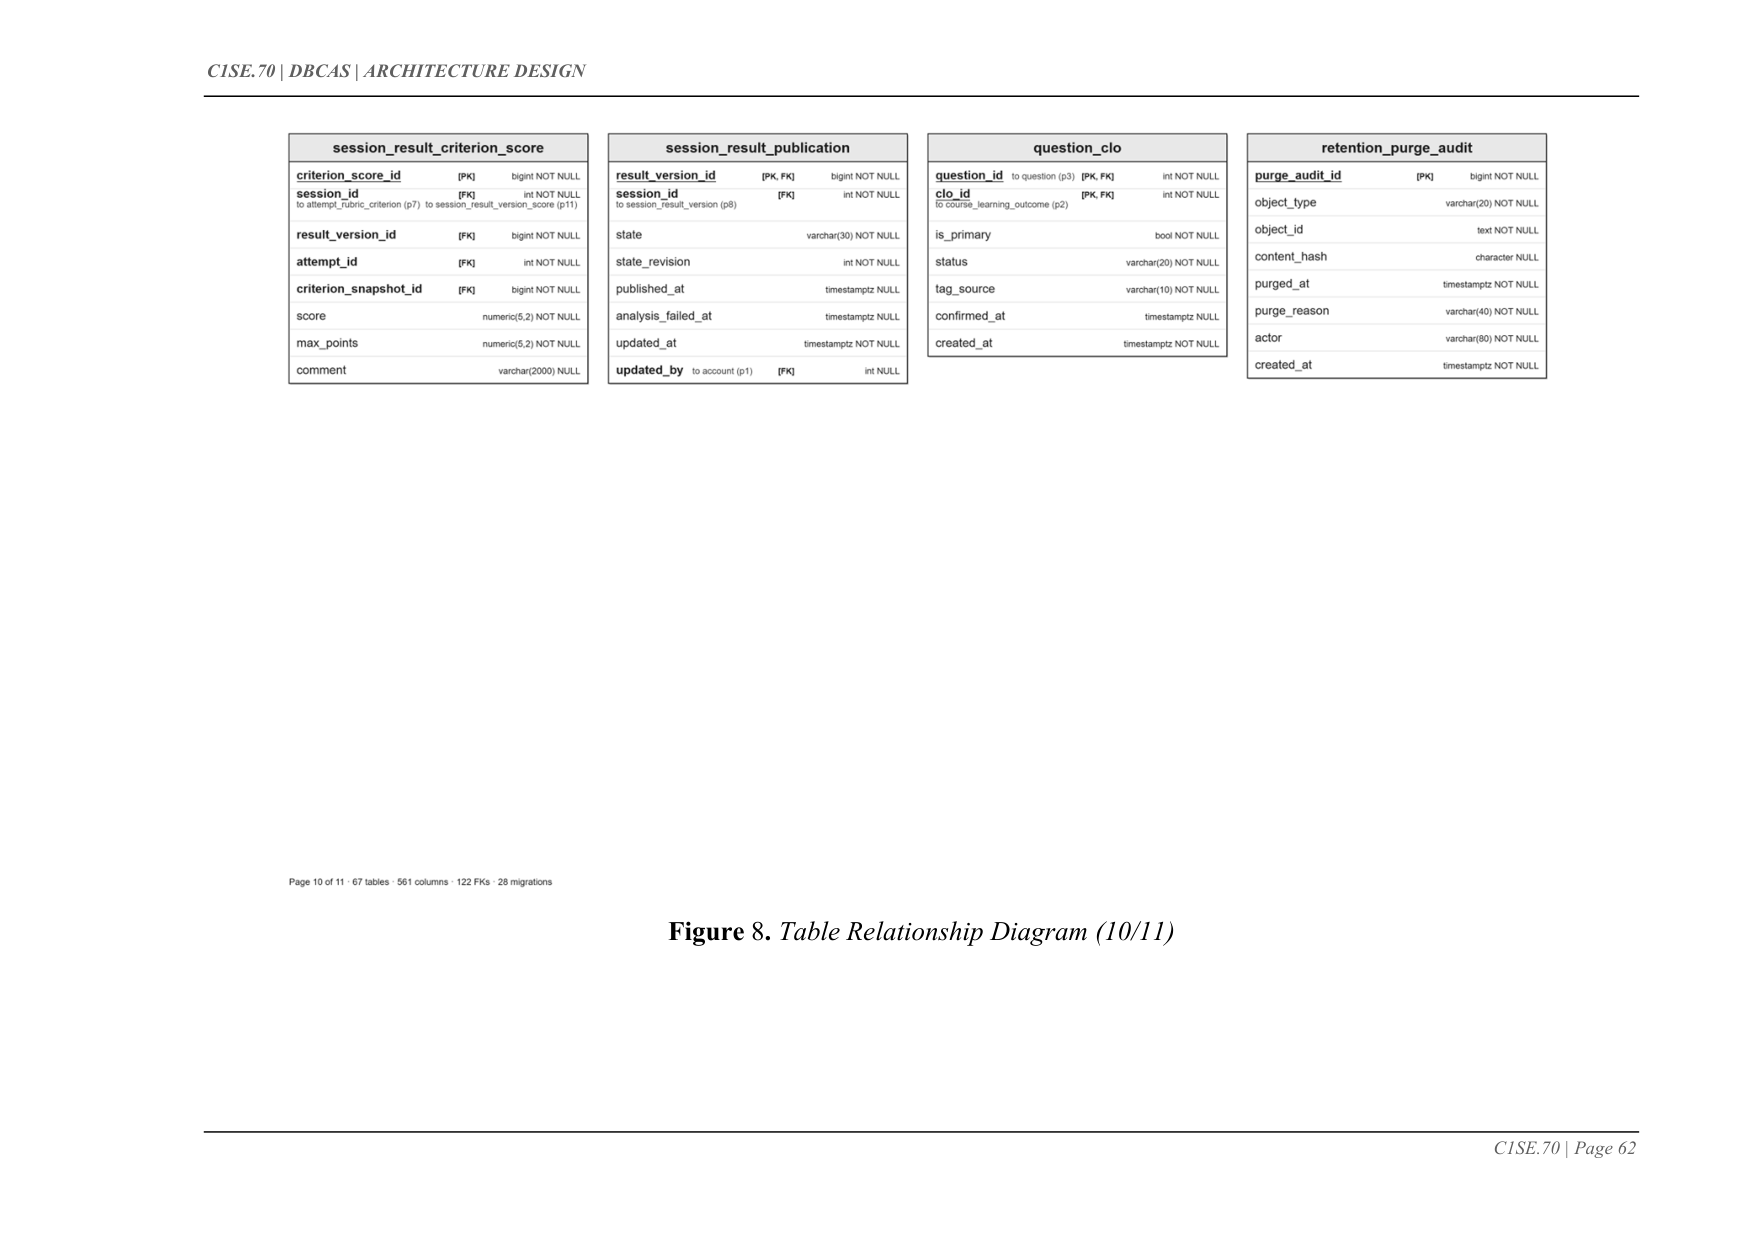 C1SE.70 | DBCAS | ARCHITECTURE DESIGN
session_result_criterion_score
criterion_score_id [PK] bigint NOT NULL
session_id [FK] int NOT NULL
to attempt_rubric_criterion (p7) to session_result_version_score (p11)
result_version_id [FK] bigint NOT NULL
attempt_id [FK] int NOT NULL
criterion_snapshot_id [FK] bigint NOT NULL
score numeric(5,2) NOT NULL
max_points numeric(5,2) NOT NULL
comment varchar(2000) NULL
session_result_publication
result_version_id [PK, FK] bigint NOT NULL
session_id [FK] int NOT NULL
to session_result_version (p8)
state varchar(30) NOT NULL
state_revision int NOT NULL
published_at timestamptz NULL
analysis_failed_at timestamptz NULL
updated_at timestamptz NOT NULL
updated_by to account (p1) [FK] int NULL
question_clo
question_id to question (p3) [PK, FK] int NOT NULL
clo_id [PK, FK] int NOT NULL
to course_learning_outcome (p2)
is_primary bool NOT NULL
status varchar(20) NOT NULL
tag_source varchar(10) NOT NULL
confirmed_at timestamptz NULL
created_at timestamptz NOT NULL
retention_purge_audit
purge_audit_id [PK] bigint NOT NULL
object_type varchar(20) NOT NULL
object_id text NOT NULL
content_hash character NULL
purged_at timestamptz NOT NULL
purge_reason varchar(40) NOT NULL
actor varchar(80) NOT NULL
created_at timestamptz NOT NULL
Page 10 of 11 · 67 tables · 561 columns · 122 FKs · 28 migrations
Figure 8. Table Relationship Diagram (10/11)
C1SE.70 | Page 62